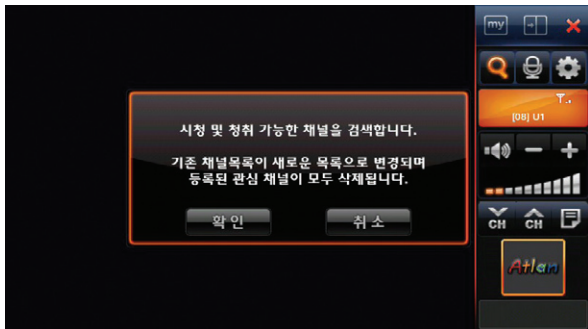 my
시청 및 청취 가능한 채널을 검색합니다.
기존 채널목록이 새로운 목록으로 변경되며
등록된 관심 채널이 모두 삭제됩니다.
확인
취소
[08] U1
CH
CH
Atlan